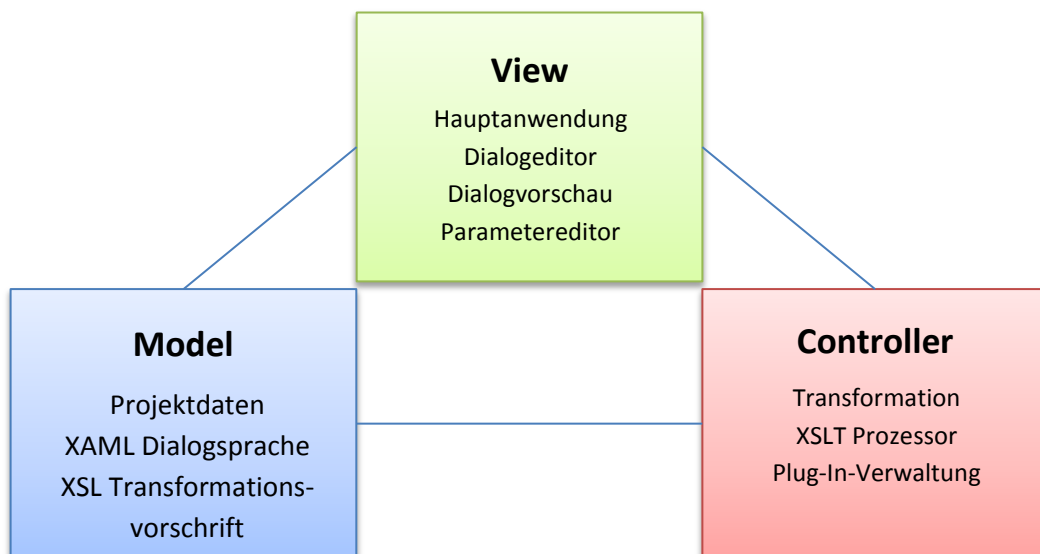 View
Hauptanwendung
Dialogeditor
Dialogvorschau
Parametereditor
Model
Projektdaten
XAML Dialogsprache
XSL Transformations-
vorschrift
Controller
Transformation
XSLT Prozessor
Plug-In-Verwaltung